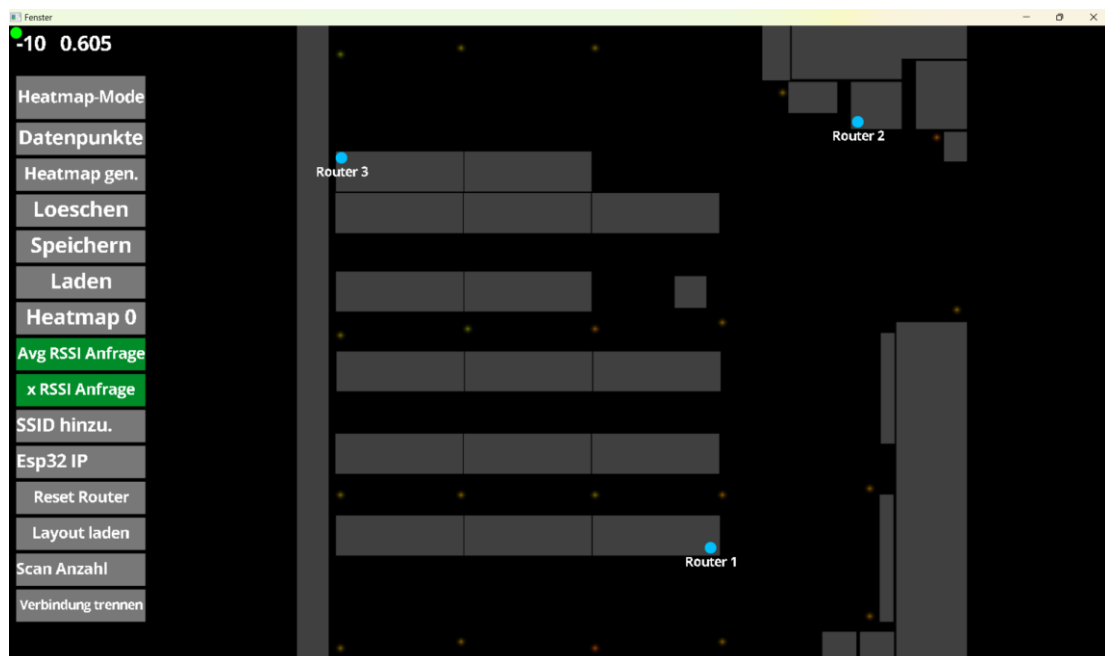 Fenster
-10 0.605
Heatmap-Mode
Datenpunkte
Heatmap gen.
Loeschen
Speichern
Laden
Heatmap 0
Avg RSSI Anfrage
x RSSI Anfrage
SSID hinzu.
Esp32 IP
Reset Router
Layout laden
Scan Anzahl
Verbindung trennen
Router 2
Router 3
Router 1